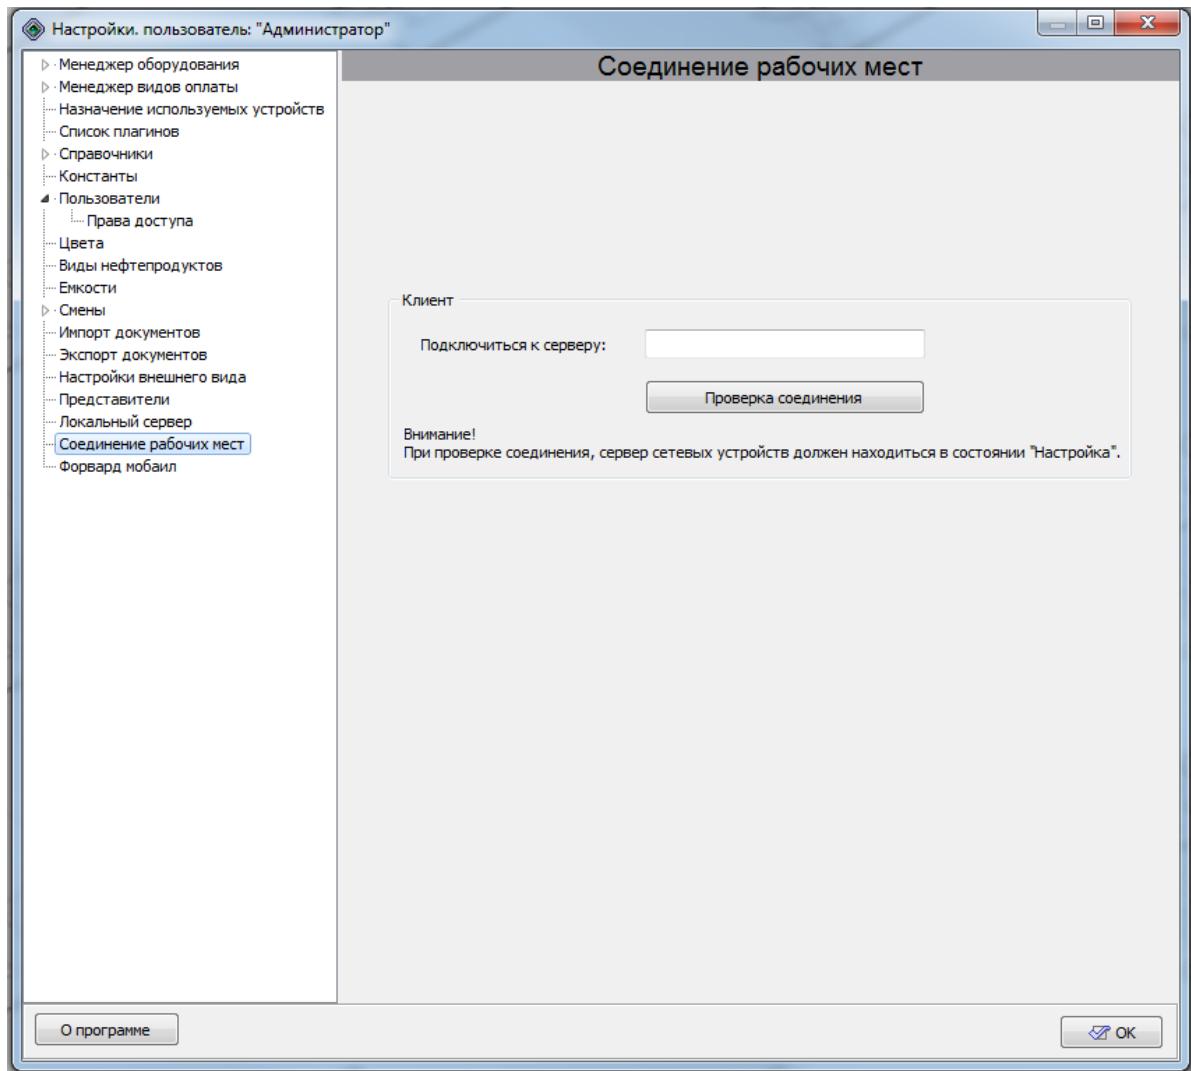 Настройки. пользователь: "Администратор"
Менеджер оборудования
Менеджер видов оплаты
Назначение используемых устройств
Список плагинов
Справочники
Константы
Пользователи
Права доступа
Цвета
Виды нефтепродуктов
Емкости
Смены
Импорт документов
Экспорт документов
Настройки внешнего вида
Представители
Локальный сервер
Соединение рабочих мест
Форвард мобаил
Соединение рабочих мест
Клиент
Подключиться к серверу:
Проверка соединения
Внимание!
При проверке соединения, сервер сетевых устройств должен находиться в состоянии "Настройка".
О программе
OK